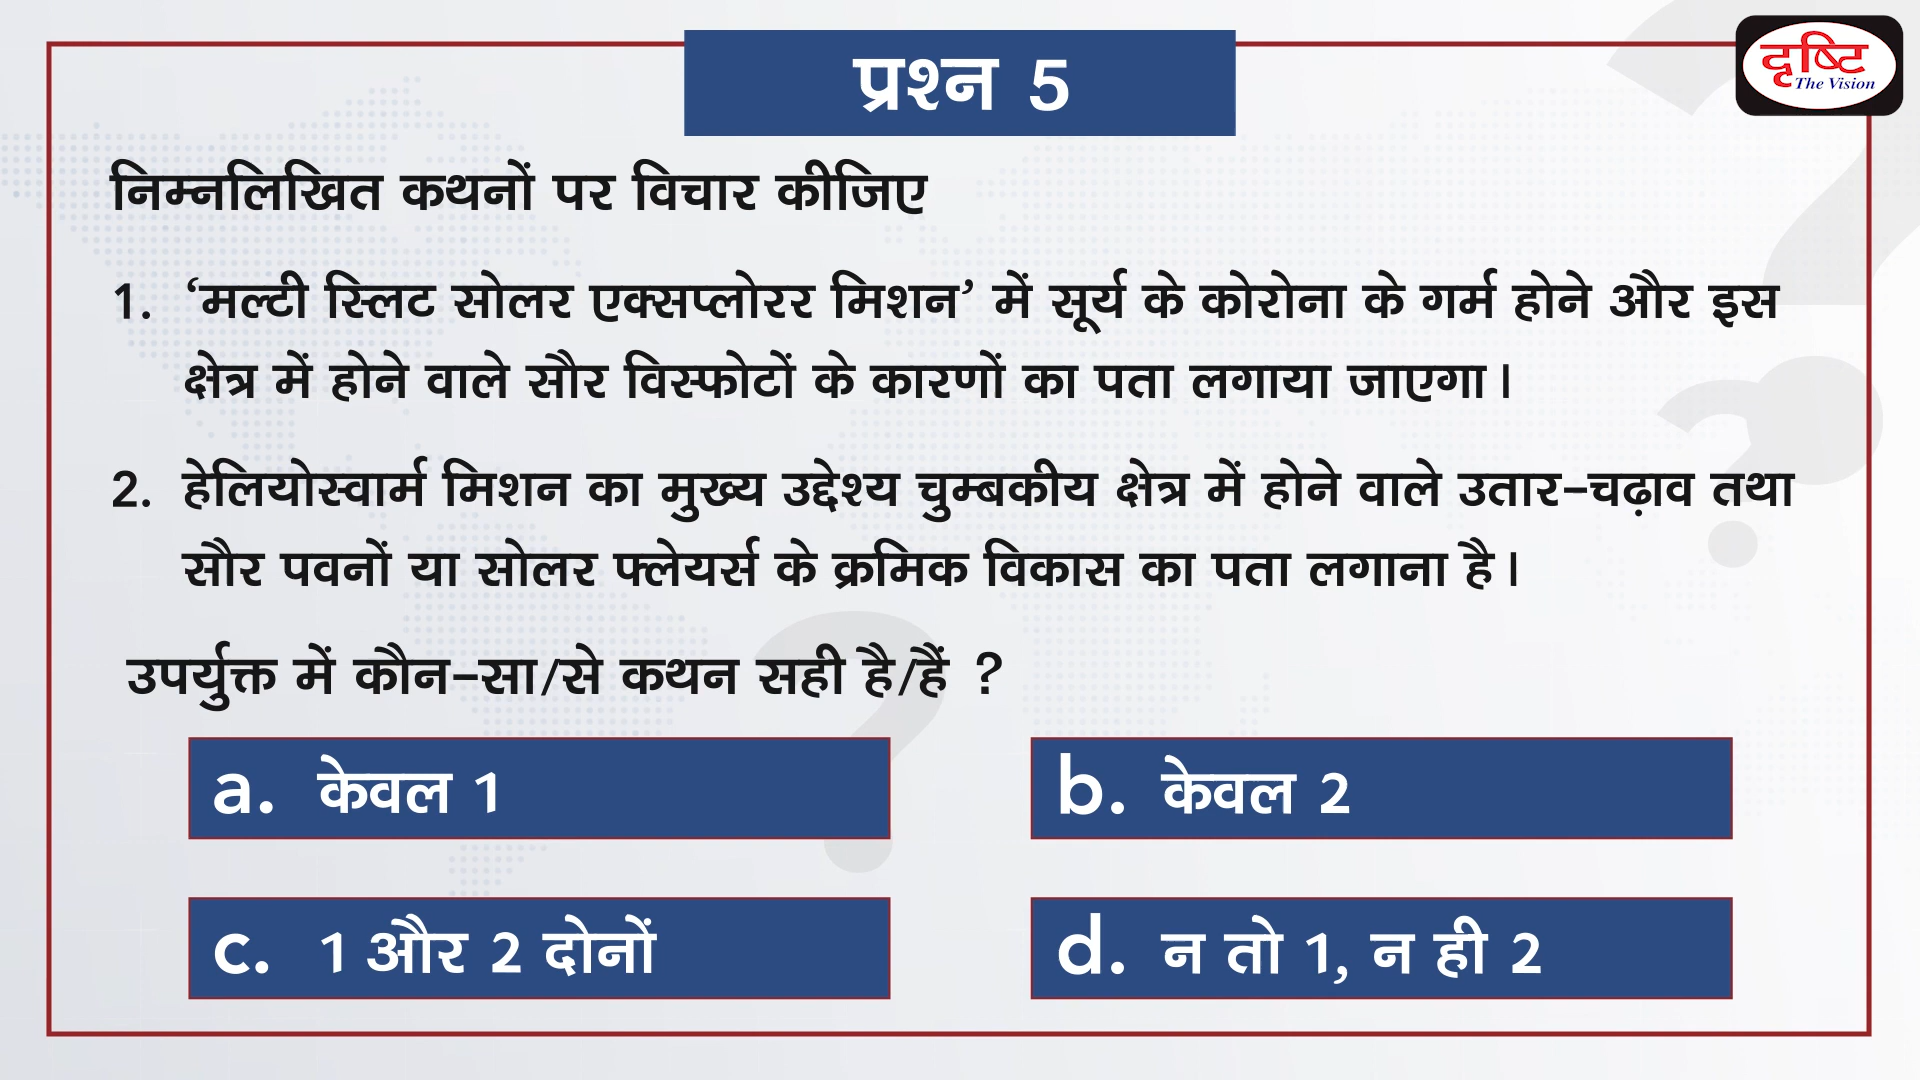 प्रश्न 5
दृष्टि
The Vision
निम्नलिखित कथनों पर विचार कीजिए
1. ‘मल्टी स्लिट सोलर एक्सप्लोरर मिशन’ में सूर्य के कोरोना के गर्म होने और इस
क्षेत्र में होने वाले सौर विस्फोटों के कारणों का पता लगाया जाएगा।
2. हेलियोस्वार्म मिशन का मुख्य उद्देश्य चुम्बकीय क्षेत्र में होने वाले उतार-चढ़ाव तथा
सौर पवनों या सोलर फ्लेयर्स के क्रमिक विकास का पता लगाना है।
उपर्युक्त में कौन-सा/से कथन सही है/हैं ?
a. केवल 1
b. केवल 2
c. 1 और 2 दोनों
d. न तो 1, न ही 2